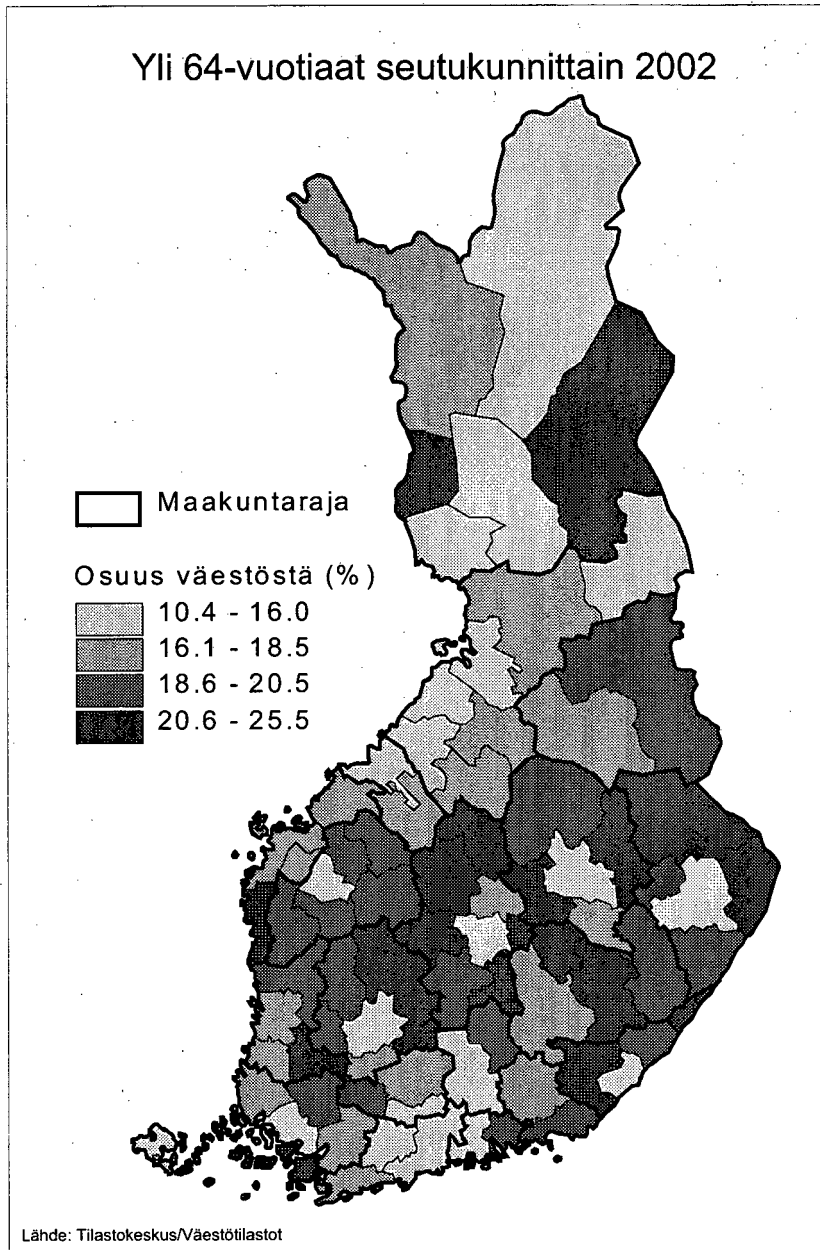 Yli 64-vuotiaat seutukunnittain 2002
Maakuntaraja
Osuus väestöstä (%)
10.4 - 16.0
16.1 - 18.5
18.6 - 20.5
20.6 - 25.5
Lähde: Tilastokeskus/Väestötilastot